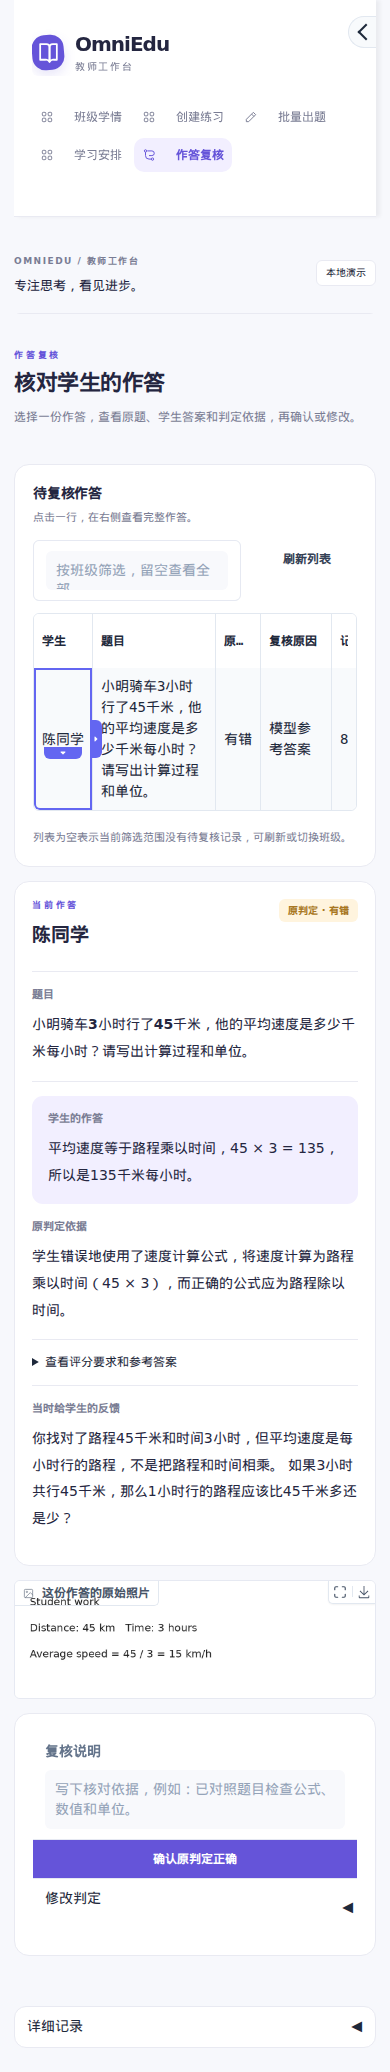 OmniEdu
教师工作台
班级学情
创建练习
批量出题
学习安排
作答复核
OMNIEDU / 教师工作台
专注思考，看见进步。
本地演示
作答复核
核对学生的作答
选择一份作答，查看原题、学生答案和判定依据，再确认或修改。
待复核作答
点击一行，在右侧查看完整作答。
按班级筛选，留空查看全
部
刷新列表
学生 题目 原… 复核原因 记
陈同学
小明骑车3小时
行了45千米，他
的平均速度是多
少千米每小时？
请写出计算过程
和单位。
有错
模型参
考答案
8
列表为空表示当前筛选范围没有待复核记录，可刷新或切换班级。
当前作答
陈同学
原判定 · 有错
题目
小明骑车3小时行了45千米，他的平均速度是多少千
米每小时？请写出计算过程和单位。
学生的作答
平均速度等于路程乘以时间，45 × 3 = 135，
所以是135千米每小时。
原判定依据
学生错误地使用了速度计算公式，将速度计算为路程
乘以时间（45 × 3），而正确的公式应为路程除以
时间。
查看评分要求和参考答案
当时给学生的反馈
你找对了路程45千米和时间3小时，但平均速度是每
小时行的路程，不是把路程和时间相乘。 如果3小时
共行45千米，那么1小时行的路程应该比45千米多还
是少？
这份作答的原始照片
Student work
Distance: 45 km Time: 3 hours
Average speed = 45 / 3 = 15 km/h
复核说明
写下核对依据，例如：已对照题目检查公式、
数值和单位。
确认原判定正确
修改判定
详细记录